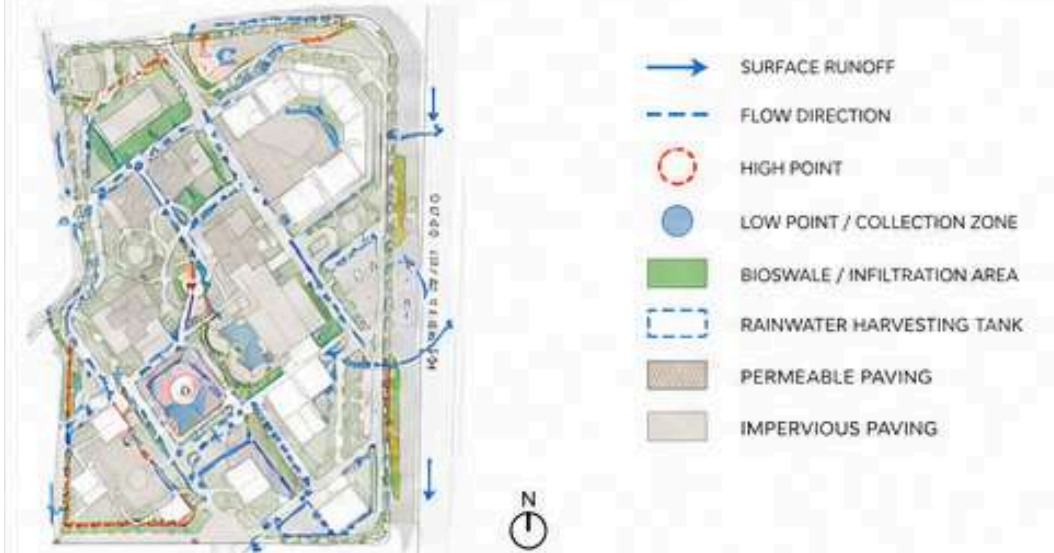 SURFACE RUNOFF
FLOW DIRECTION
HIGH POINT
LOW POINT / COLLECTION ZONE
BIOSWALE / INFILTRATION AREA
RAINWATER HARVESTING TANK
PERMEABLE PAVING
IMPERVIOUS PAVING
N